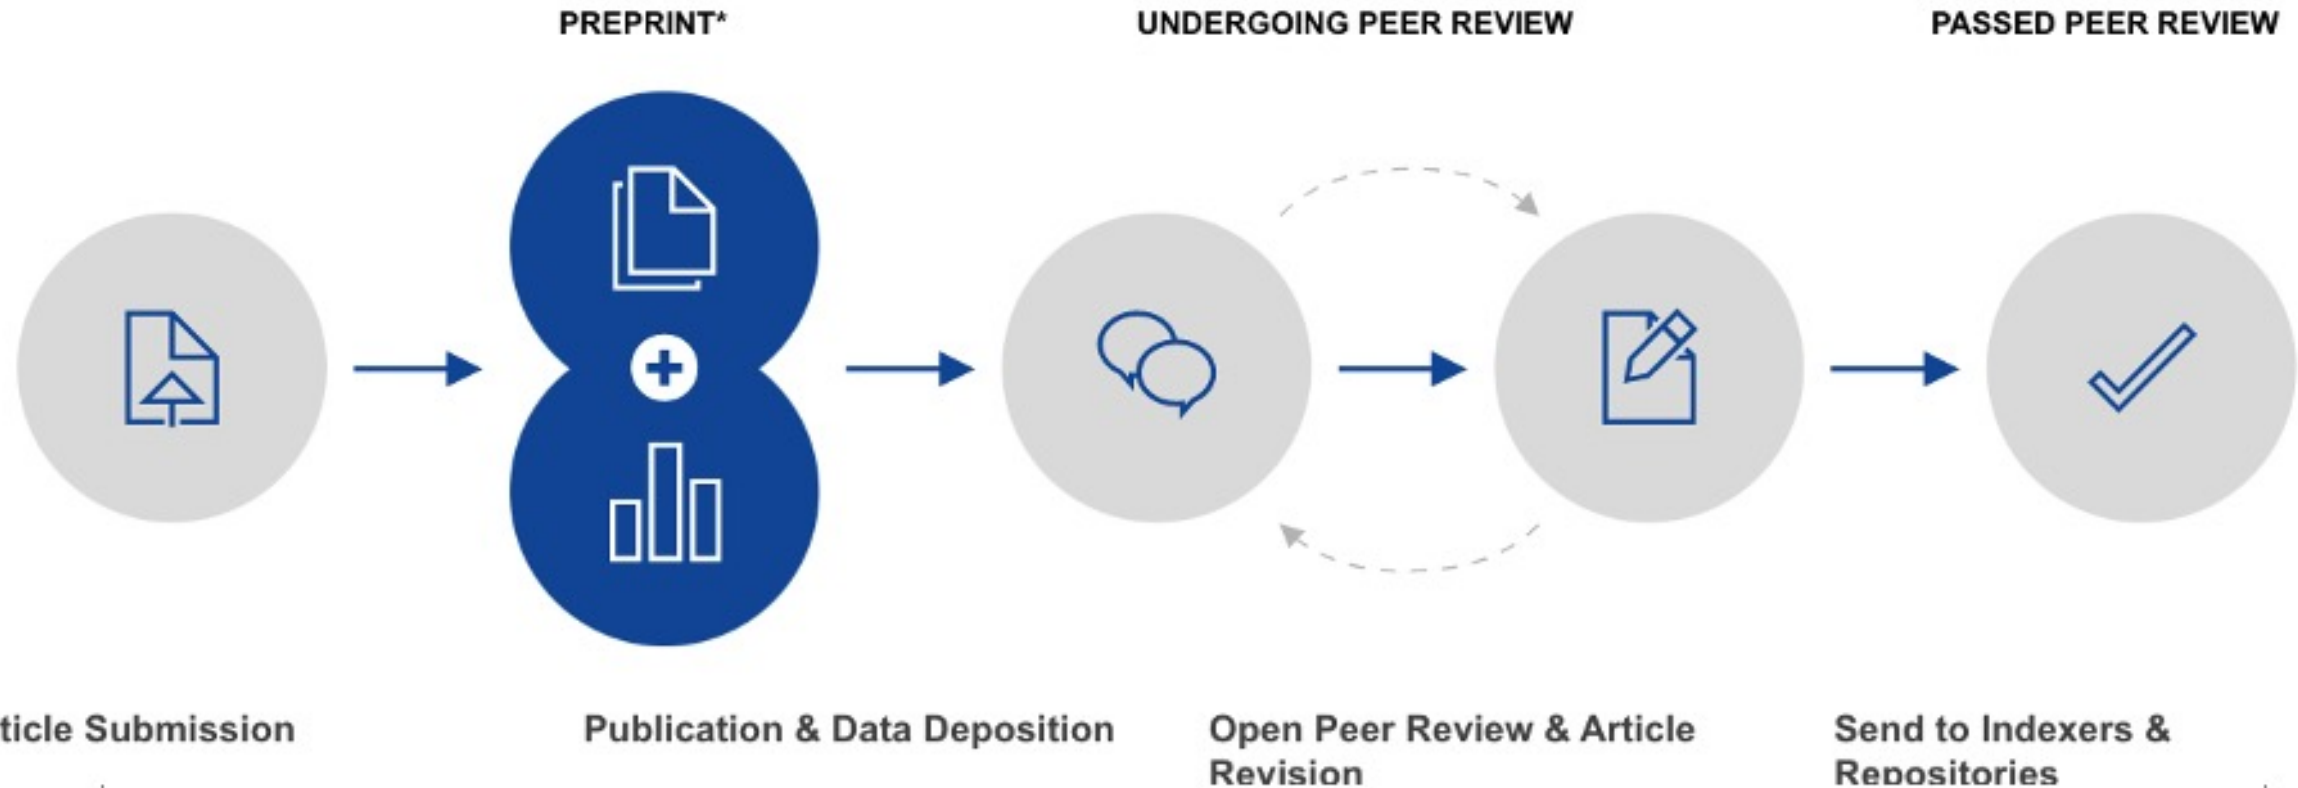 PREPRINT*
UNDERGOING PEER REVIEW
PASSED PEER REVIEW
ticle Submission
Publication & Data Deposition
Open Peer Review & Article
Revision
Send to Indexers &
Repositories